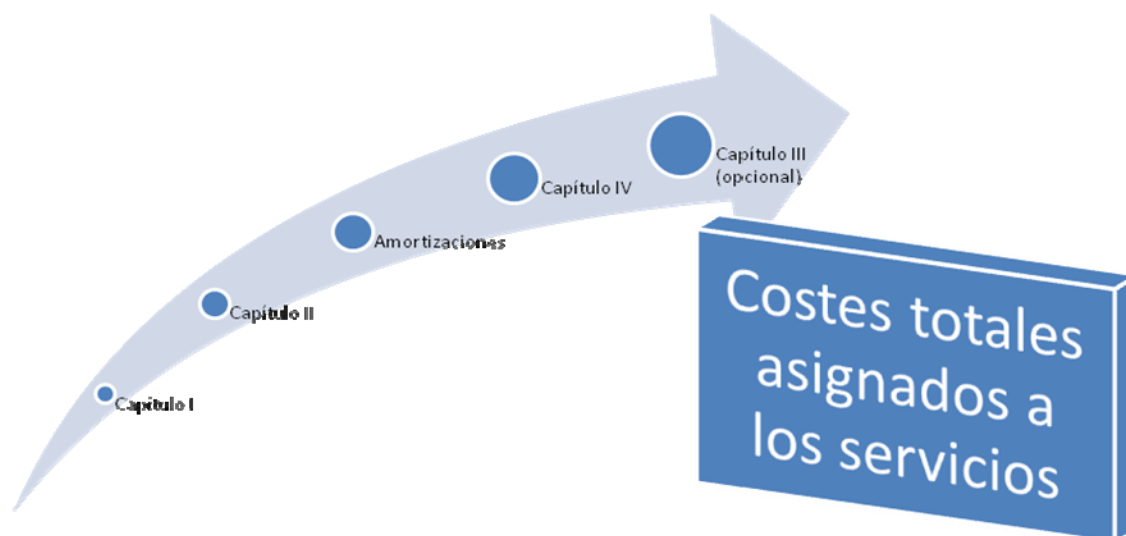 Capítulo I
Capítulo II
Amortizaciones
Capítulo IV
Capítulo III
(opcional)
Costes totales
asignados a
los servicios